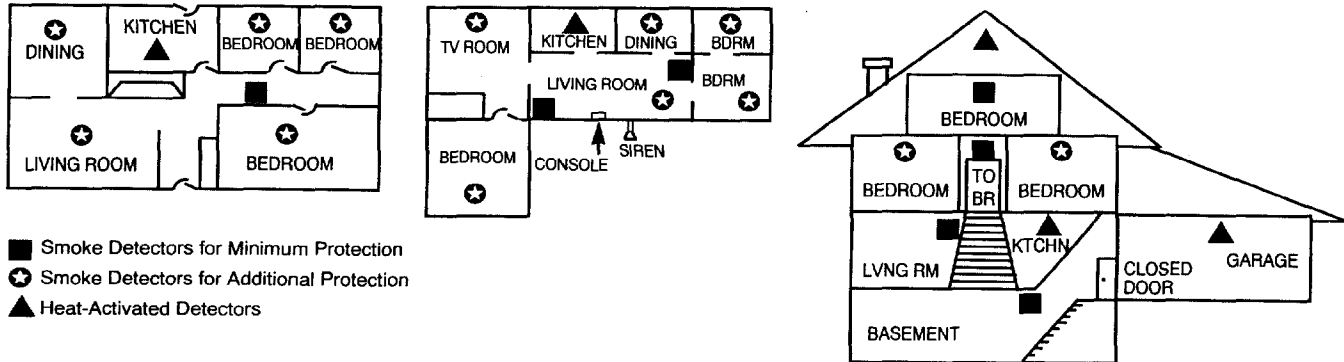 DINING
KITCHEN
BEDROOM
BEDROOM
LIVING ROOM
BEDROOM
TV ROOM
KITCHEN
DINING
BDRM
LIVING ROOM
BDRM
BEDROOM
CONSOLE
SIREN
BEDROOM
BEDROOM
TO
BR
BEDROOM
LVNG RM
KTCHN
CLOSED
DOOR
GARAGE
BASEMENT
Smoke Detectors for Minimum Protection
Smoke Detectors for Additional Protection
Heat-Activated Detectors